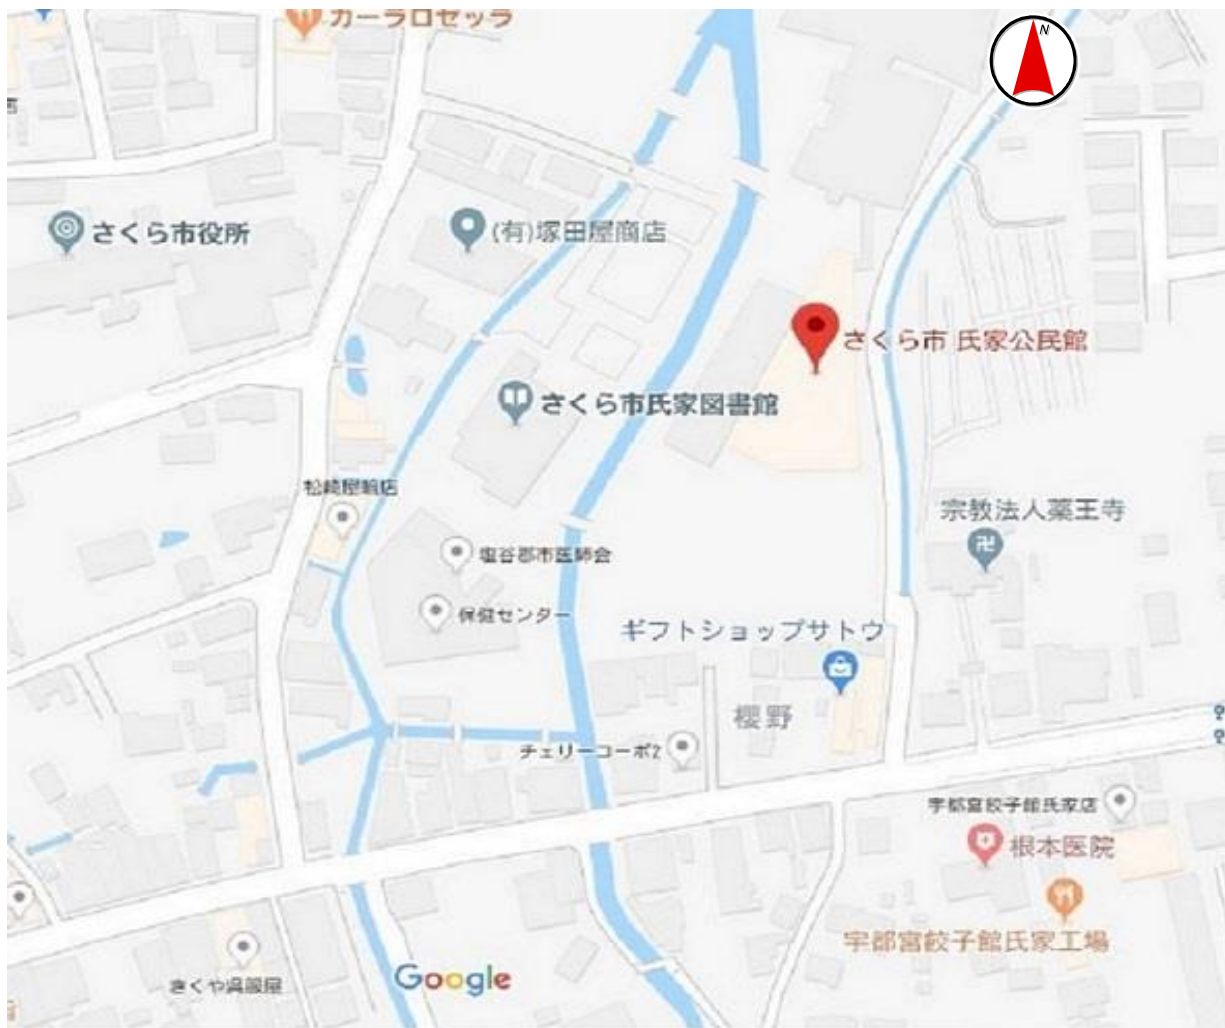 カーラロセッラ
N
さくら市役所
(有)塚田屋商店
さくら市 氏家公民館
さくら市氏家図書館
宗教法人薬王寺
塩谷郡市医師会
保健センター
ギフトショップサトウ
櫻野
チェリーコーポ2
宇都宮餃子館氏家店
根本医院
宇都宮餃子館氏家工場
きくや呉服屋
Google